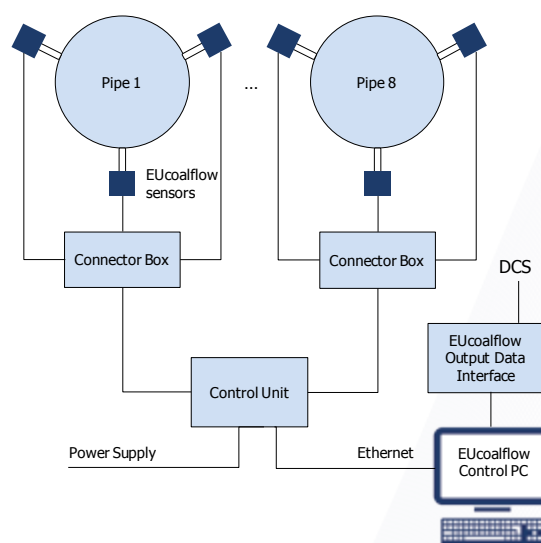 Pipe 1
...
Pipe 8
EUcoalflow
sensors
Connector Box
Connector Box
DCS
EUcoalflow
Output Data
Interface
Control Unit
Power Supply
Ethernet
EUcoalflow
Control PC